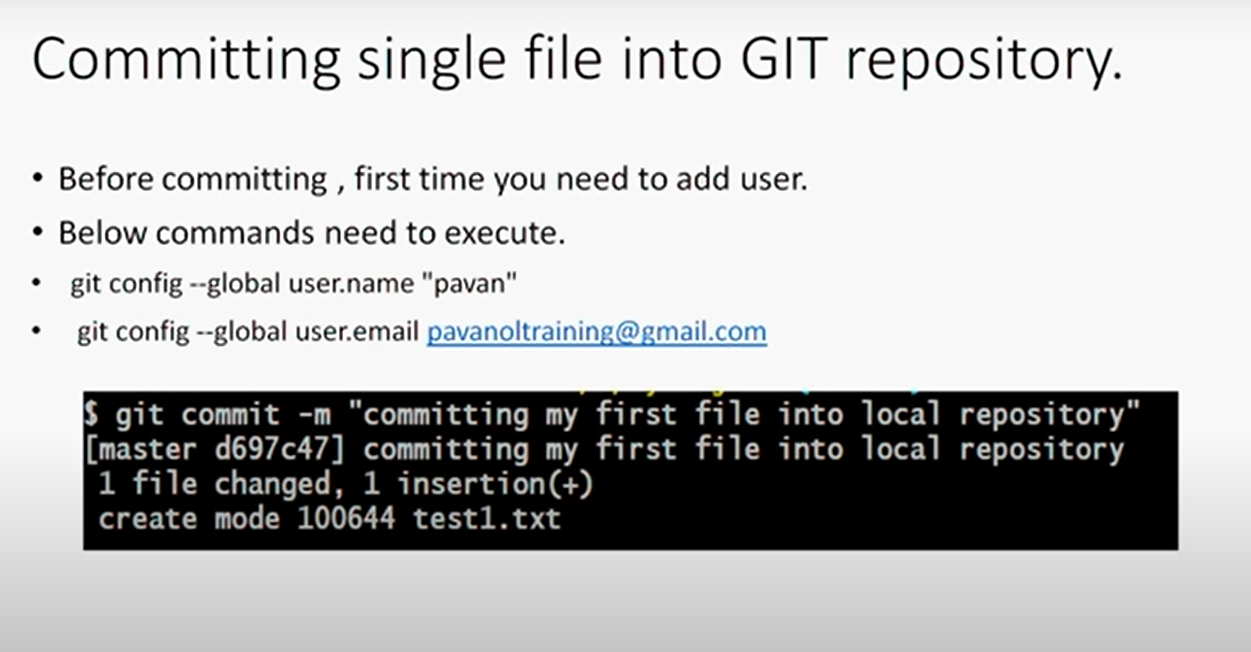 Committing single file into GIT repository.
• Before committing , first time you need to add user.
• Below commands need to execute.
• git config --global user.name "pavan"
• git config --global user.email pavanoltraining@gmail.com
$ git commit -m "committing my first file into local repository"
[master d697c47] committing my first file into local repository
1 file changed, 1 insertion(+)
create mode 100644 test1.txt